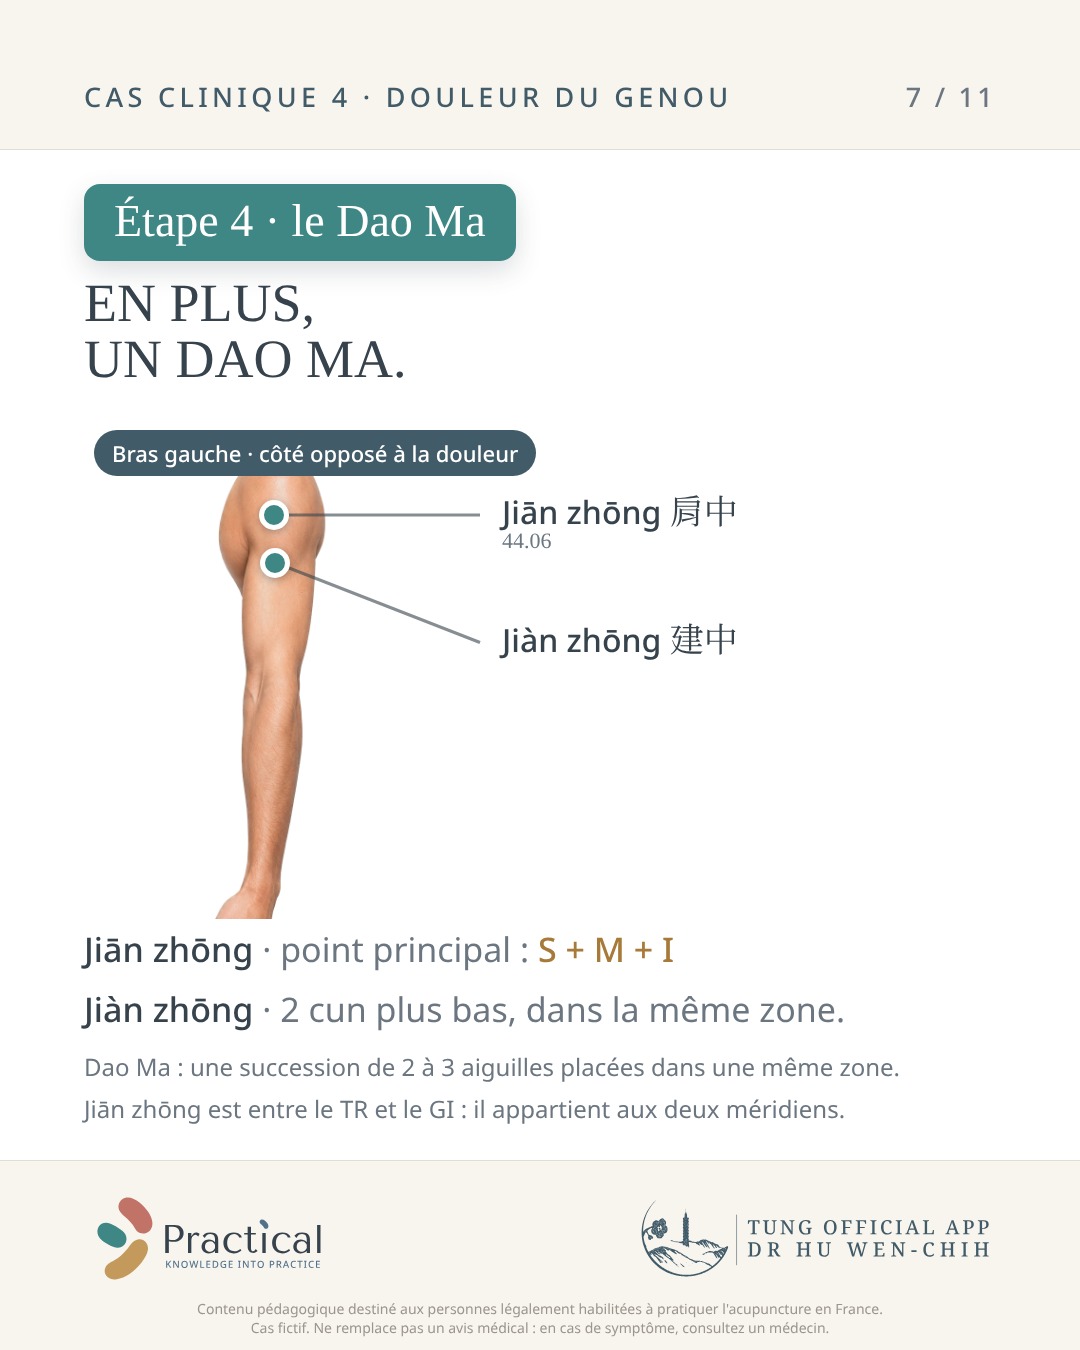 CAS CLINIQUE 4 · DOULEUR DU GENOU
7 / 11
Étape 4 · le Dao Ma
EN PLUS,
UN DAO MA.
Bras gauche · côté opposé à la douleur
Jiān zhōng 肩中
44.06
Jiàn zhōng 建中
Jiān zhōng · point principal : S + M + I
Jiàn zhōng · 2 cun plus bas, dans la même zone.
Dao Ma : une succession de 2 à 3 aiguilles placées dans une même zone.
Jiān zhōng est entre le TR et le GI : il appartient aux deux méridiens.
Practical
KNOWLEDGE INTO PRACTICE
TUNG OFFICIAL APP
DR HU WEN-CHIH
Contenu pédagogique destiné aux personnes légalement habilitées à pratiquer l'acupuncture en France.
Cas fictif. Ne remplace pas un avis médical : en cas de symptôme, consultez un médecin.